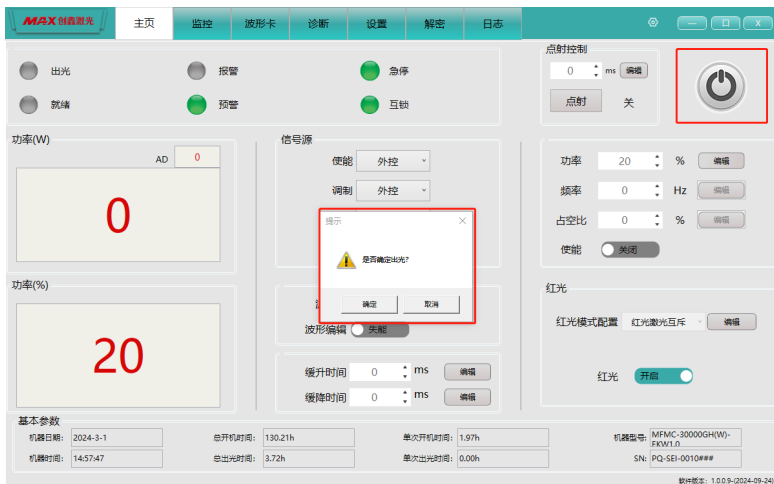 MAX 创鑫激光 主页 监控 波形卡 诊断 设置 解密 日志
出光 报警 急停
就绪 预警 互锁
点射控制
0 ms 编辑
点射 关
功率(W)
AD 0
0
信号源
使能 外控
调制 外控
功率 20 % 编辑
频率 0 Hz 编辑
占空比 0 % 编辑
使能 关闭
提示
是否确定出光?
确定 取消
功率(%)
20
波形编辑 失能
缓升时间 0 ms 编辑
缓降时间 0 ms 编辑
红光
红光模式配置 红光激光互斥 编辑
红光 开启
基本参数
机器日期: 2024-3-1 总开机时间: 130.21h 单次开机时间: 1.97h 机器型号: MFMC-30000GH(W)-
FKW1.0
机器时间: 14:57:47 总出光时间: 3.72h 单次出光时间: 0.00h SN: PQ-SEI-0010###
软件版本: 1.0.0.9-(2024-09-24)